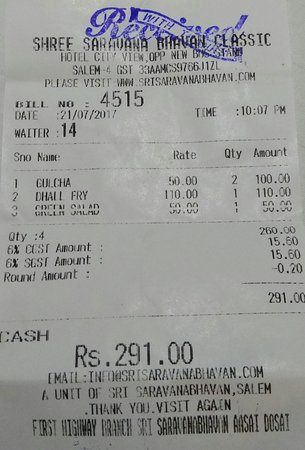 WITH
Received
SHREE SARAVANA BHAVAN CLASSIC
HOTEL CITY VIEW,OPP NEW BUS STAND
SALEM-4 GST 33AAMCS9766J1ZL
PLEASE VISIT WWW.SRISARAVANABHAVAN.COM
BILL NO : 4515
DATE :21/07/2017 TIME :10:07 PM
WAITER :14
Sno Name Rate Qty Amount
1 GULCHA 50.00 2 100.00
2 DHALL FRY 110.00 1 110.00
3 GREEN SALAD 50.00 1 50.00
Qty :4 260.00
6% CGST Amount : 15.60
6% SGST Amount : 15.60
Round Amount : -0.20
291.00
CASH
Rs.291.00
EMAIL:INFO@SRISARAVANABHAVAN.COM
A UNIT OF SRI SARAVANABHAVAN,SALEM
.THANK YOU.VISIT AGAIN
FIRST HIGHWAY BRANCH SRI SARAVANABHAVAN AASAI DOSAI